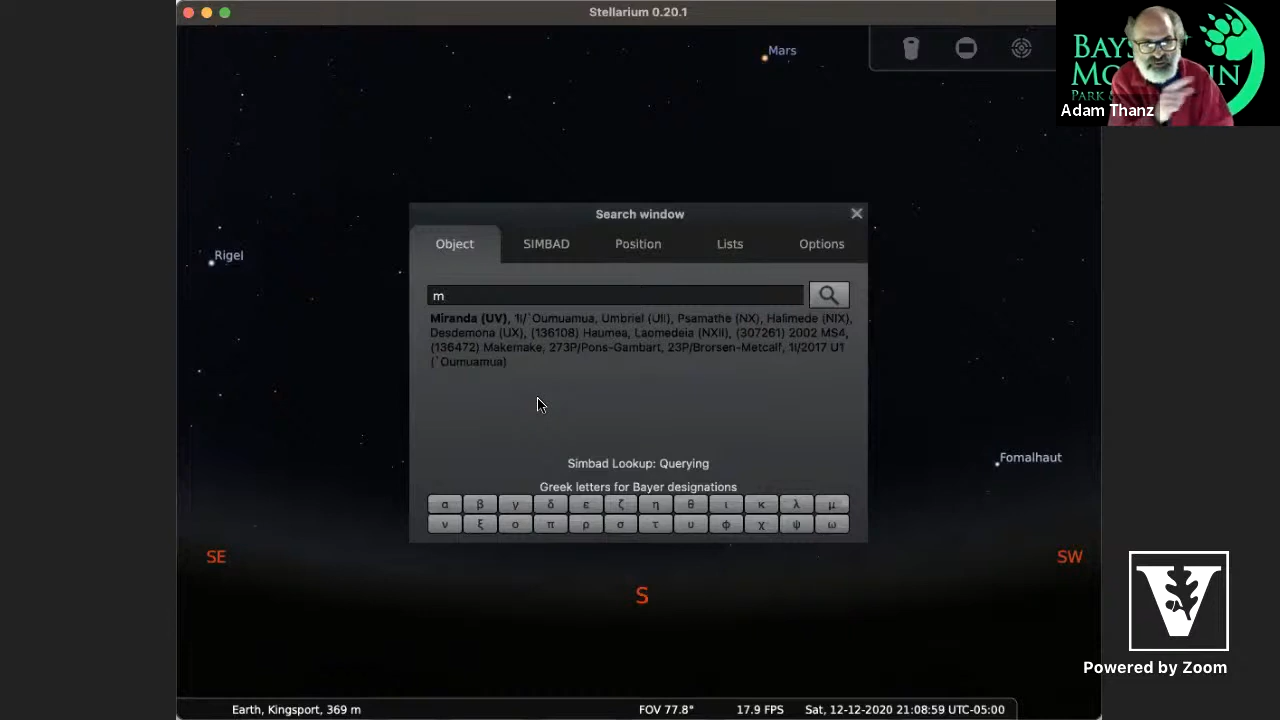 Stellarium 0.20.1
Mars
BAYS
MO
IN
PARK &
Adam Thanz
Search window
Object SIMBAD Position Lists Options
Rigel
m
Miranda (UV), 1I/`Oumuamua, Umbriel (UII), Psamathe (NX), Halimede (NIX),
Desdemona (UX), (136108) Haumea, Laomedeia (NXII), (307261) 2002 MS4,
(136472) Makemake, 273P/Pons-Gambart, 23P/Brorsen-Metcalf, 1I/2017 U1
(`Oumuamua)
Fomalhaut
Simbad Lookup: Querying
Greek letters for Bayer designations
α β γ δ ε ζ η θ ι κ λ μ
ν ξ ο π ρ σ τ υ φ χ ψ ω
SE
SW
S
V
Powered by Zoom
Earth, Kingsport, 369 m FOV 77.8° 17.9 FPS Sat, 12-12-2020 21:08:59 UTC-05:00